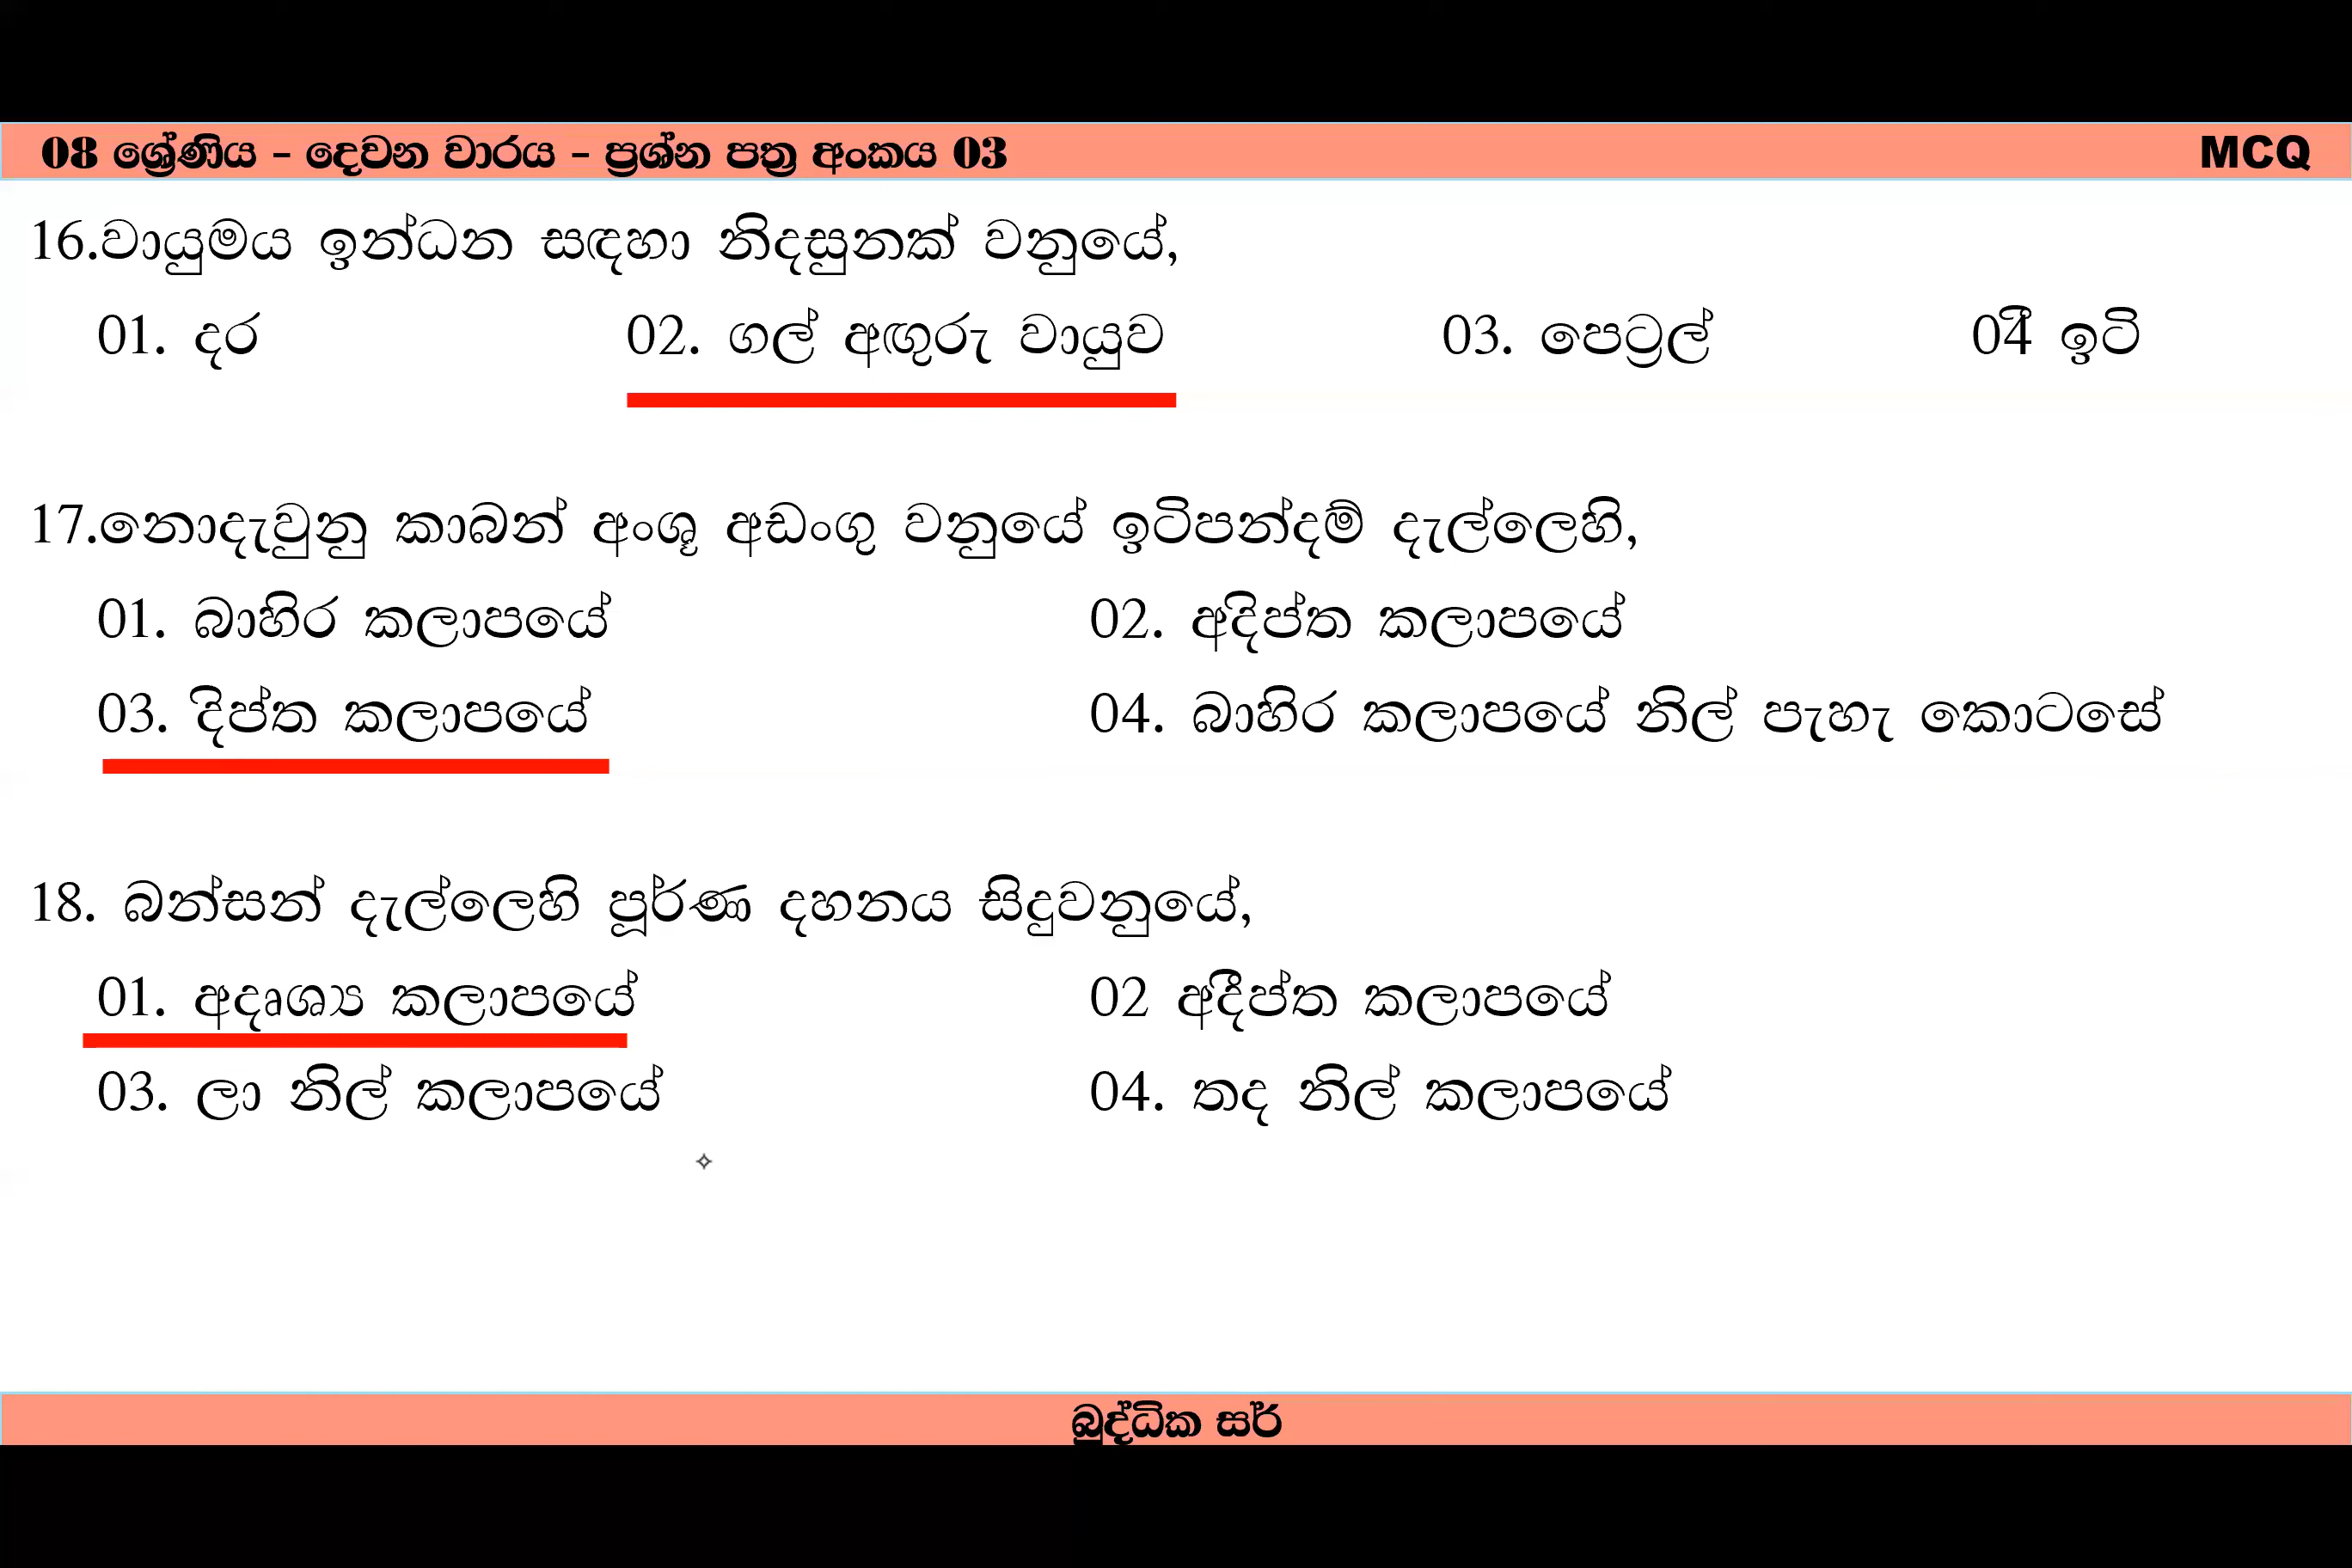 08 ශ්‍රේණිය - දෙවන වාරය - ප්‍රශ්න පත්‍ර අංකය 03 MCQ
16.වායුමය ඉන්ධන සඳහා නිදසුනක් වනුයේ,
01. දර 02. ගල් අඟුරු වායුව 03. පෙට්‍රල් 04ී ඉටි
17.නොදැවුනු කාබන් අංශූ අඩංගු වනුයේ ඉටිපන්දම් දැල්ලෙහි,
01. බාහිර කලාපයේ 02. අදිප්ත කලාපයේ
03. දිප්ත කලාපයේ 04. බාහිර කලාපයේ නිල් පැහැ කොටසේ
18. බන්සන් දැල්ලෙහි පූර්ණ දහනය සිදුවනුයේ,
01. අදෘශ්‍ය කලාපයේ 02 අදීප්ත කලාපයේ
03. ලා නිල් කලාපයේ 04. තද නිල් කලාපයේ
බුද්ධික සර්